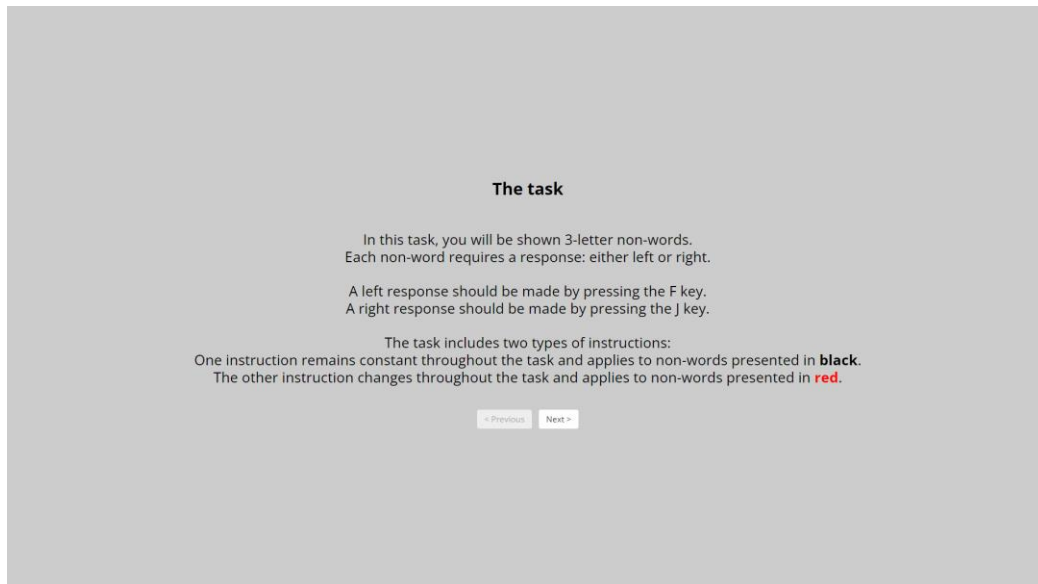 The task
In this task, you will be shown 3-letter non-words.
Each non-word requires a response: either left or right.
A left response should be made by pressing the F key.
A right response should be made by pressing the J key.
The task includes two types of instructions:
One instruction remains constant throughout the task and applies to non-words presented in black.
The other instruction changes throughout the task and applies to non-words presented in red.
< Previous Next >